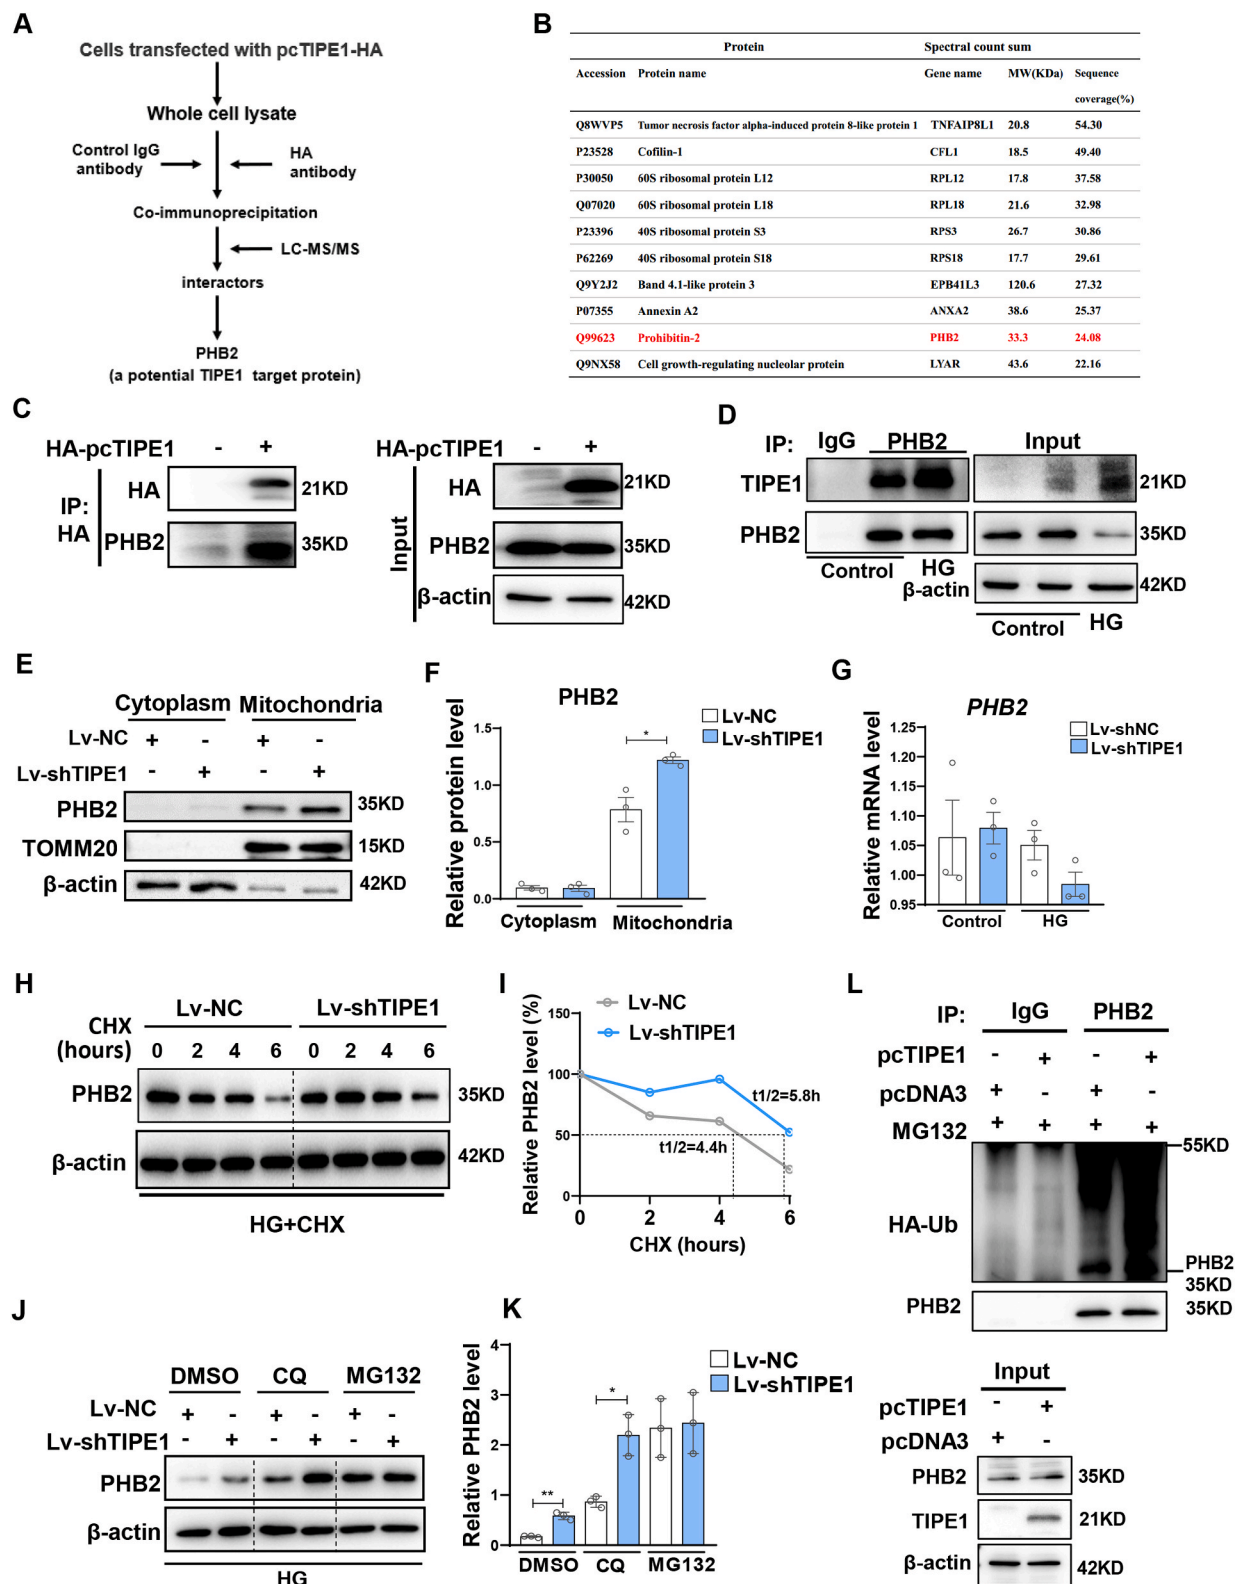 A
Cells transfected with pcTIPE1-HA
Whole cell lysate
Control IgG antibody
HA antibody
Co-immunoprecipitation
LC-MS/MS
interactors
PHB2
(a potential TIPE1 target protein)
B
Protein Spectral count sum
Accession Protein name Gene name MW(KDa) Sequence coverage(%)
Q8WVP5 Tumor necrosis factor alpha-induced protein 8-like protein 1 TNFAIP8L1 20.8 54.30
P23528 Cofilin-1 CFL1 18.5 49.40
P30050 60S ribosomal protein L12 RPL12 17.8 37.58
Q07020 60S ribosomal protein L18 RPL18 21.6 32.98
P23396 40S ribosomal protein S3 RPS3 26.7 30.86
P62269 40S ribosomal protein S18 RPS18 17.7 29.61
Q9Y2J2 Band 4.1-like protein 3 EPB41L3 120.6 27.32
P07355 Annexin A2 ANXA2 38.6 25.37
Q99623 Prohibitin-2 PHB2 33.3 24.08
Q9NX58 Cell growth-regulating nucleolar protein LYAR 43.6 22.16
C
HA-pcTIPE1 - +
IP: HA
HA 21KD
PHB2 35KD
HA-pcTIPE1 - +
Input
HA 21KD
PHB2 35KD
β-actin 42KD
D
IP: IgG PHB2 Input
TIPE1 21KD
PHB2 35KD
Control HG
β-actin 42KD
Control HG
E
Cytoplasm Mitochondria
Lv-NC + - + -
Lv-shTIPE1 - + - +
PHB2 35KD
TOMM20 15KD
β-actin 42KD
F
PHB2
Lv-NC
Lv-shTIPE1
Relative protein level
1.5
1.0
0.5
0.0
*
Cytoplasm Mitochondria
G
PHB2
Lv-shNC
Lv-shTIPE1
Relative mRNA level
1.25
1.20
1.15
1.10
1.05
1.00
0.95
Control HG
H
Lv-NC Lv-shTIPE1
CHX (hours) 0 2 4 6 0 2 4 6
PHB2 35KD
β-actin 42KD
HG+CHX
I
Lv-NC
Lv-shTIPE1
Relative PHB2 level (%)
150
100
50
0
t1/2=5.8h
t1/2=4.4h
0 2 4 6
CHX (hours)
J
DMSO CQ MG132
Lv-NC + - + - + -
Lv-shTIPE1 - + - + - +
PHB2
β-actin
HG
K
Lv-NC
Lv-shTIPE1
Relative PHB2 level
4
3
2
1
0
**
*
DMSO CQ MG132
L
IP: IgG PHB2
pcTIPE1 - + - +
pcDNA3 + - + -
MG132 + + + +
55KD
HA-Ub
PHB2
35KD
PHB2 35KD
Input
pcTIPE1 - +
pcDNA3 + -
PHB2 35KD
TIPE1 21KD
β-actin 42KD